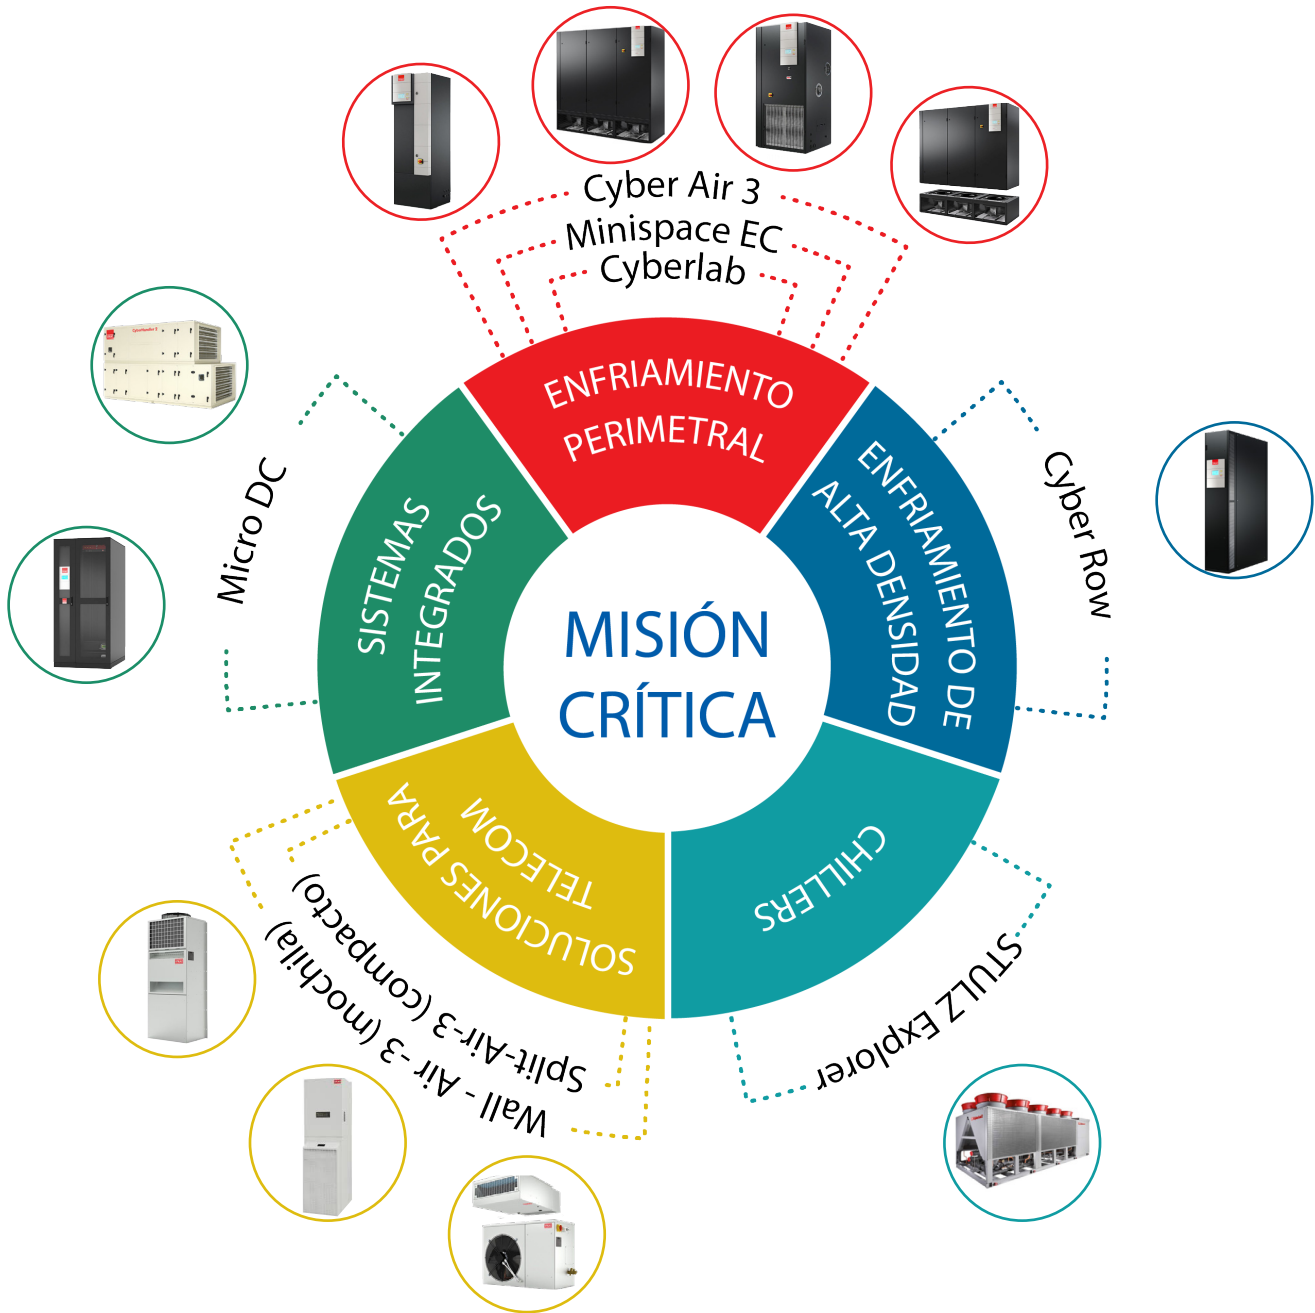 Cyber Air 3
Minispace EC
Cyberlab
ENFRIAMIENTO
PERIMETRAL
ENFRIAMIENTO DE
ALTA DENSIDAD
Cyber Row
CHILLERS
STULZ Explorer
SOLUCIONES PARA
TELECOM
Split-Air-3 (compacto)
Wall - Air -3 (mochila)
SISTEMAS
INTEGRADOS
Micro DC
MISIÓN
CRÍTICA